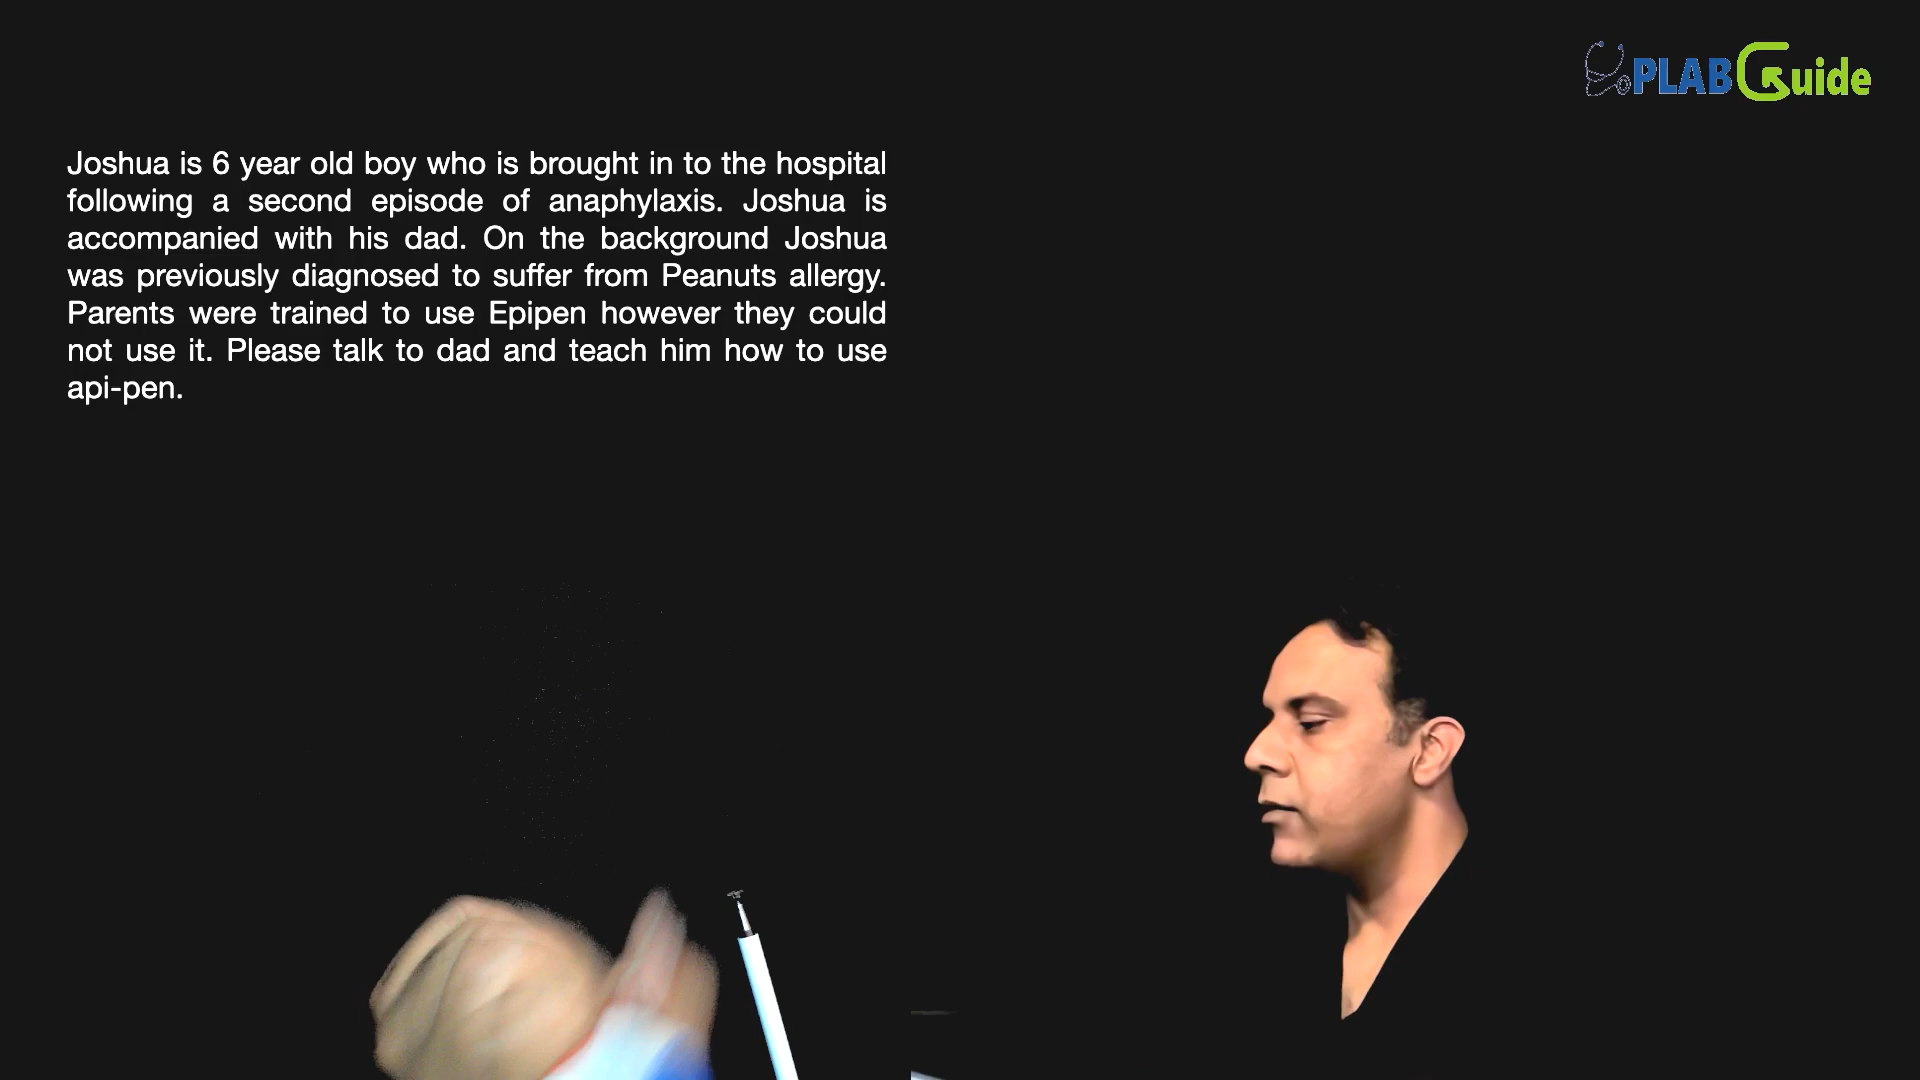 PLAB Guide
Joshua is 6 year old boy who is brought in to the hospital
following a second episode of anaphylaxis. Joshua is
accompanied with his dad. On the background Joshua
was previously diagnosed to suffer from Peanuts allergy.
Parents were trained to use Epipen however they could
not use it. Please talk to dad and teach him how to use
api-pen.